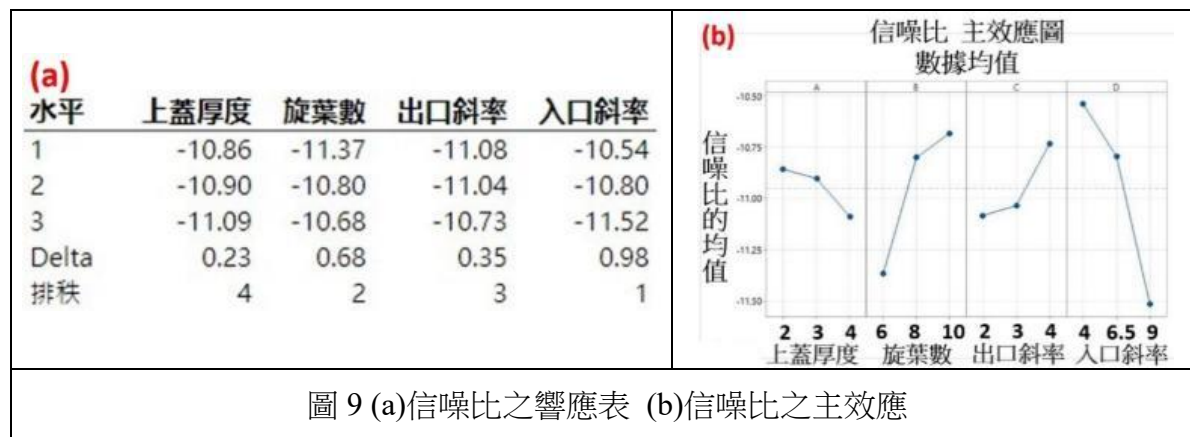 (a)
水平 上蓋厚度 旋葉數 出口斜率 入口斜率
1 -10.86 -11.37 -11.08 -10.54
2 -10.90 -10.80 -11.04 -10.80
3 -11.09 -10.68 -10.73 -11.52
Delta 0.23 0.68 0.35 0.98
排秩 4 2 3 1
(b)
信噪比 主效應圖
數據均值
A B C D
信噪比的均值
-10.50
-10.75
-11.00
-11.25
-11.50
2 3 4 6 8 10 2 3 4 4 6.5 9
上蓋厚度 旋葉數 出口斜率 入口斜率
圖 9 (a)信噪比之響應表 (b)信噪比之主效應